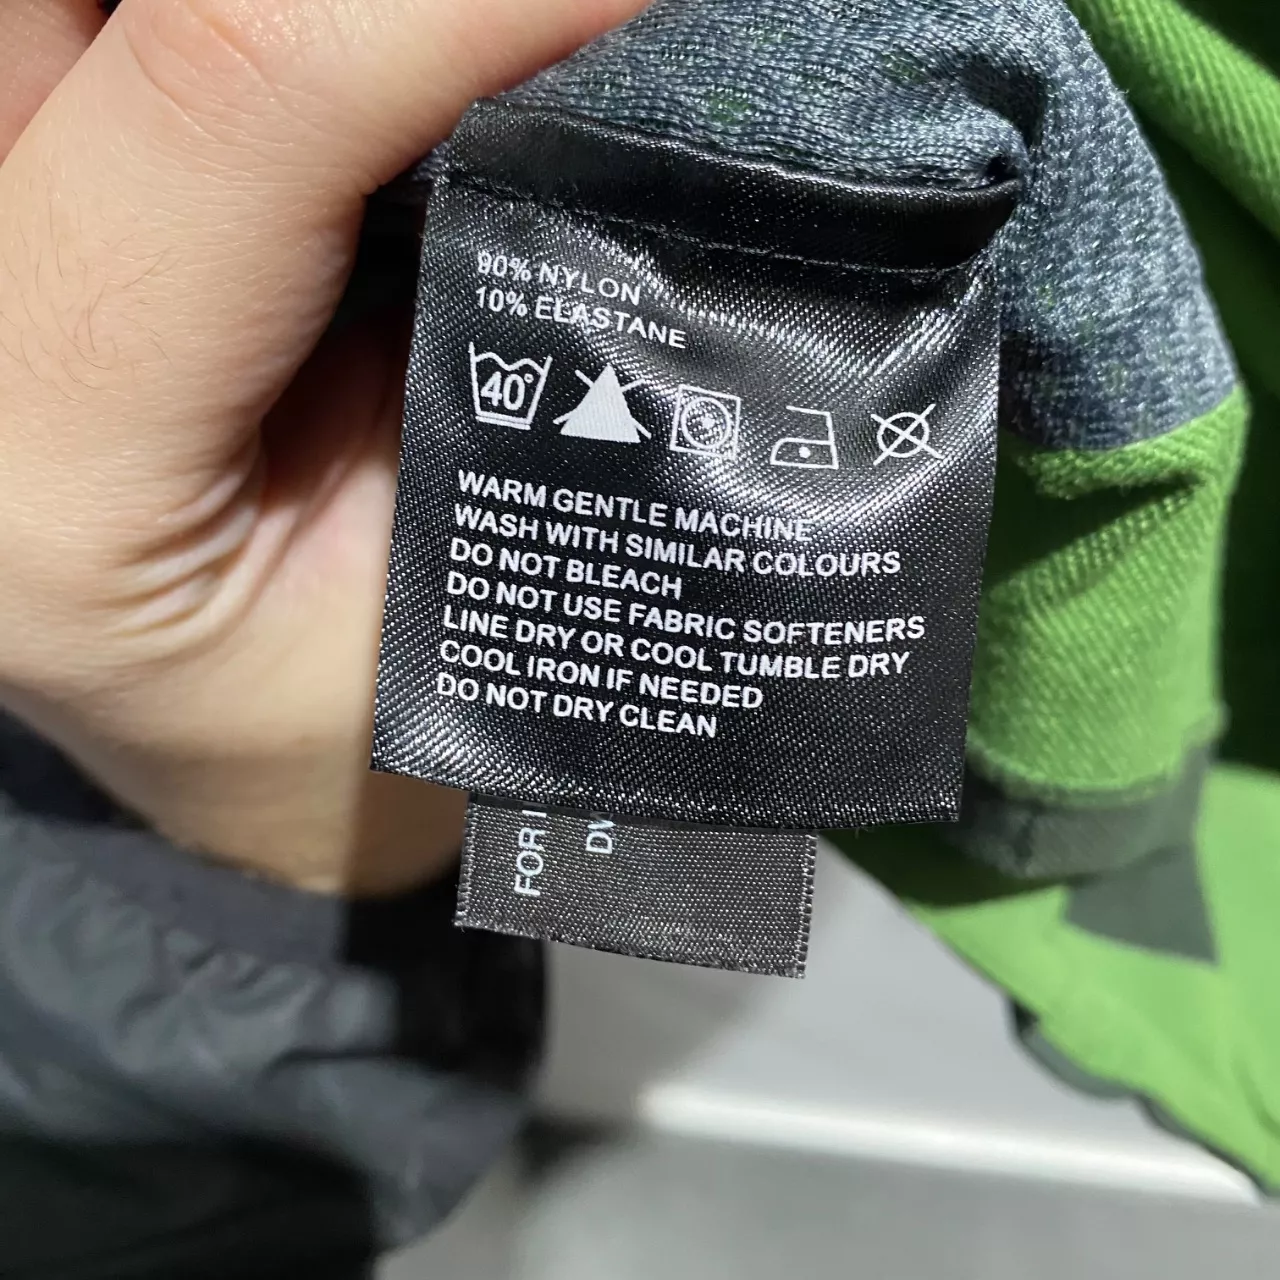 90% NYLON
10% ELASTANE
40°
WARM GENTLE MACHINE
WASH WITH SIMILAR COLOURS
DO NOT BLEACH
DO NOT USE FABRIC SOFTENERS
LINE DRY OR COOL TUMBLE DRY
COOL IRON IF NEEDED
DO NOT DRY CLEAN
FOR